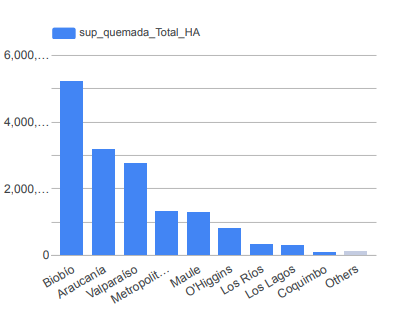 sup_quemada_Total_HA
6,000,…
4,000,…
2,000,…
0
Biobío
Araucanía
Valparaíso
Metropolit…
Maule
O'Higgins
Los Ríos
Los Lagos
Coquimbo
Others